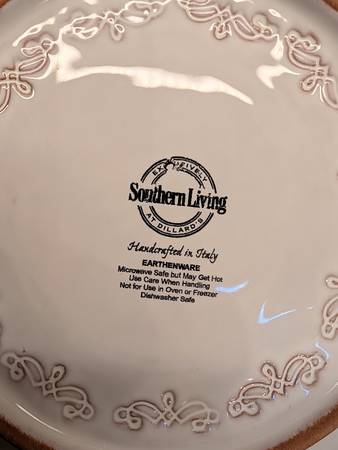 EXCLUSIVELY
Southern Living
AT DILLARD'S
Handcrafted in Italy
EARTHENWARE
Microwave Safe but May Get Hot
Use Care When Handling
Not for Use in Oven or Freezer
Dishwasher Safe